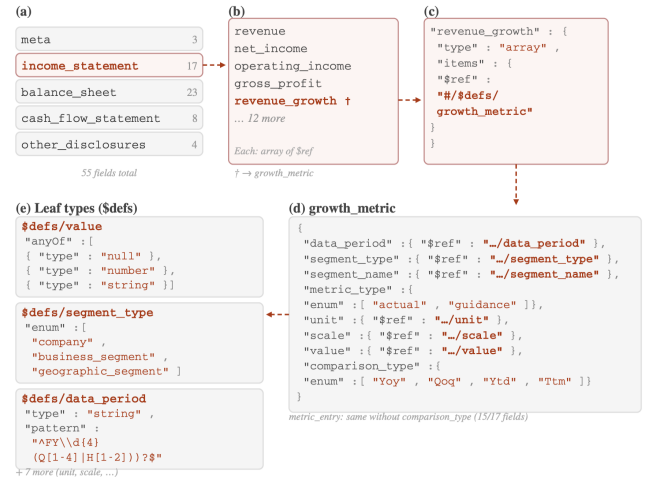 (a)
meta 3
income_statement 17
balance_sheet 23
cash_flow_statement 8
other_disclosures 4
55 fields total
(b)
revenue
net_income
operating_income
gross_profit
revenue_growth †
… 12 more
Each: array of $ref
† → growth_metric
(c)
"revenue_growth" : {
"type" : "array" ,
"items" : {
"$ref" :
"#/$defs/
growth_metric"
}
}
(d) growth_metric
{
"data_period" :{ "$ref" : "…/data_period" },
"segment_type" :{ "$ref" : "…/segment_type" },
"segment_name" :{ "$ref" : "…/segment_name" },
"metric_type" :{
"enum" :[ "actual" , "guidance" ]},
"unit" :{ "$ref" : "…/unit" },
"scale" :{ "$ref" : "…/scale" },
"value" :{ "$ref" : "…/value" },
"comparison_type" :{
"enum" :[ "Yoy" , "Qoq" , "Ytd" , "Ttm" ]}
}
metric_entry: same without comparison_type (15/17 fields)
(e) Leaf types ($defs)
$defs/value
"anyOf" :[
{ "type" : "null" },
{ "type" : "number" },
{ "type" : "string" }]
$defs/segment_type
"enum" :[
"company" ,
"business_segment" ,
"geographic_segment" ]
$defs/data_period
"type" : "string" ,
"pattern" :
"^FY\\d{4}
(Q[1-4]|H[1-2]))?$"
+ 7 more (unit, scale, …)